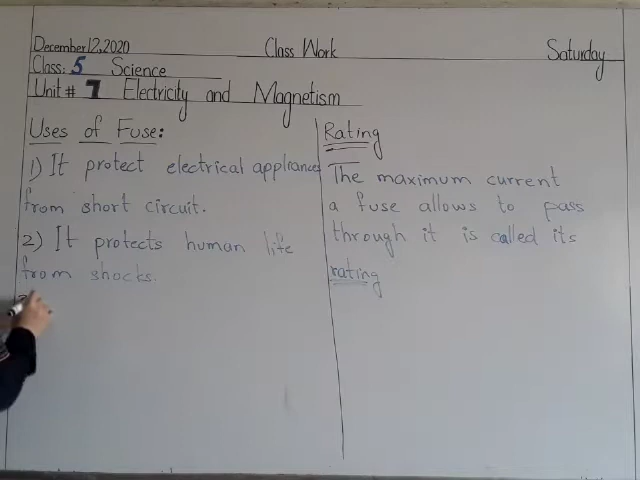 December 12, 2020 Class Work Saturday
Class: 5 Science
Unit # 7 Electricity and Magnetism
Uses of Fuse:
1) It protect electrical appliances
from short circuit.
2) It protects human life
from shocks.
Rating
The maximum current
a fuse allows to pass
through it is called its
rating